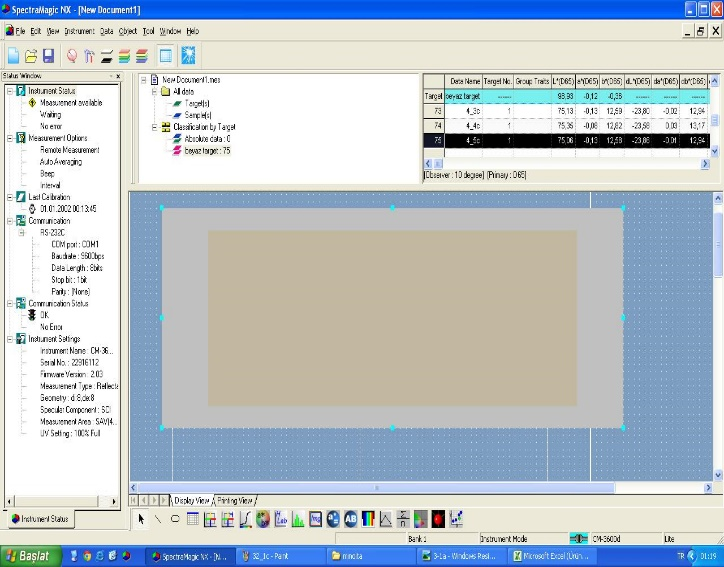 SpectraMagic NX - [New Document1]
File Edit View Instrument Data Object Tool Window Help
Status Window
Instrument Status
Measurement available
Waiting
No error
Measurement Options
Remote Measurement
Auto Averaging
Beep
Interval
Last Calibration
01.01.2002 00:13:45
Communication
RS-232C
COM port : COM1
Baudrate : 9600bps
Data Length : 8bits
Stop bit : 1bit
Parity : (None)
Communication Status
OK
No Error
Instrument Settings
Instrument Name : CM-36...
Serial No. : 22916112
Firmware Version : 2.03
Measurement Type : Reflecta
Geometry : di:8,de:8
Specular Component : SCI
Measurement Area : SAV(4...
UV Setting : 100% Full
Instrument Status
New Document1.mes
All data
Target(s)
Sample(s)
Classification by Target
Absolute data : 0
beyaz target : 75
Data Name Target No. Group Traits L*(D65) a*(D65) b*(D65) dL*(D65) da*(D65) db*(D65)
Target beyaz target ------ 98,93 -0,12 -0,36 ------ ------ ------
73 4_3c 1 75,13 -0,13 12,59 -23,80 -0,02 12,94
74 4_4c 1 75,35 -0,08 12,82 -23,58 0,03 13,17
75 4_5c 1 75,06 -0,13 12,58 -23,86 -0,01 12,94
[Observer : 10 degree] [Primary : D65]
Display View Printing View
Bank 1 Instrument Mode CM-3600d Lite
Başlat SpectraMagic NX - [N... 32_1c - Paint minolta 3-1a - Windows Resi... Microsoft Excel (Ürün... TR 01:19